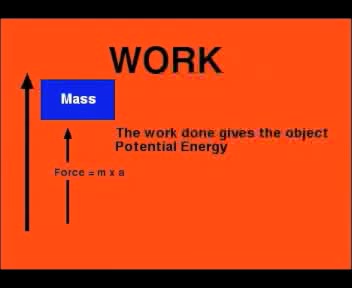 WORK
Mass
The work done gives the object
Potential Energy
Force = m x a